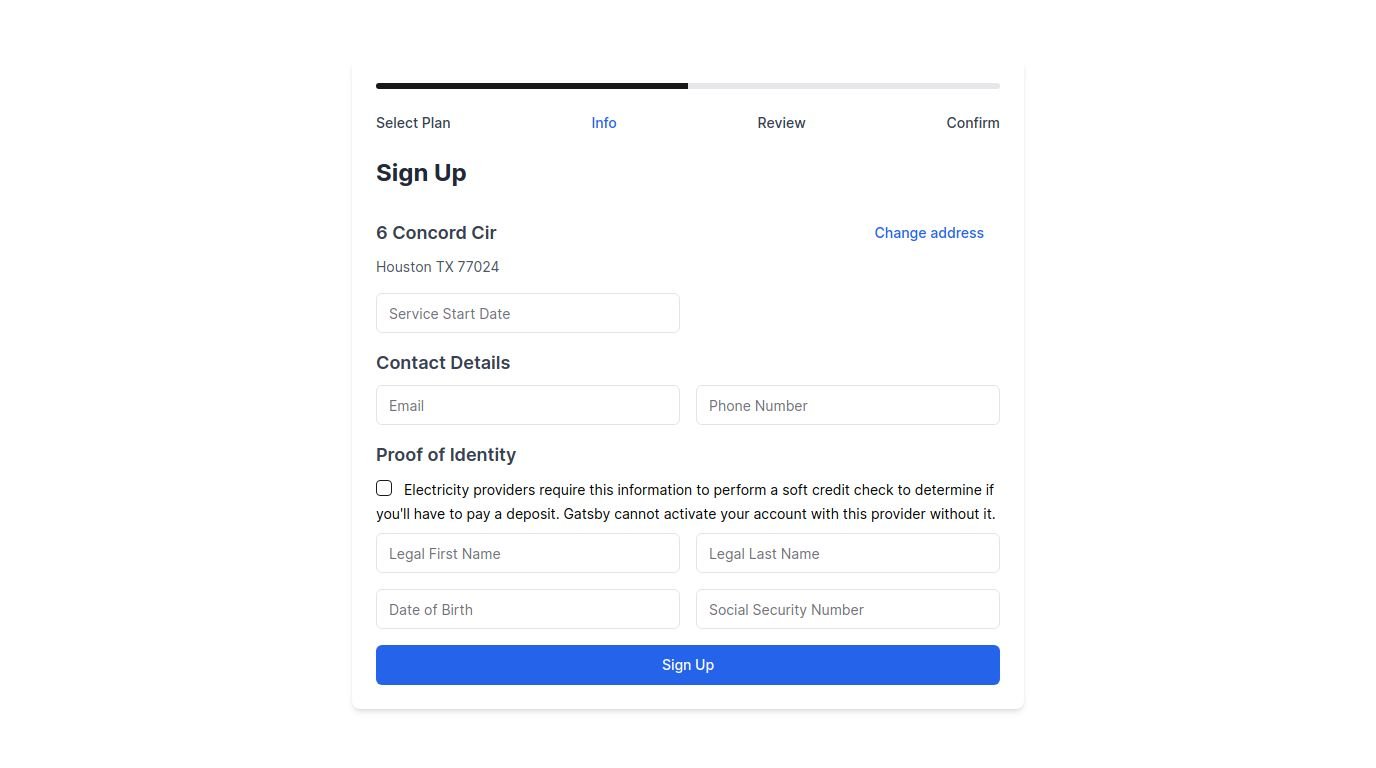 Select Plan Info Review Confirm
Sign Up
6 Concord Cir Change address
Houston TX 77024
Service Start Date
Contact Details
Email Phone Number
Proof of Identity
Electricity providers require this information to perform a soft credit check to determine if
you'll have to pay a deposit. Gatsby cannot activate your account with this provider without it.
Legal First Name Legal Last Name
Date of Birth Social Security Number
Sign Up